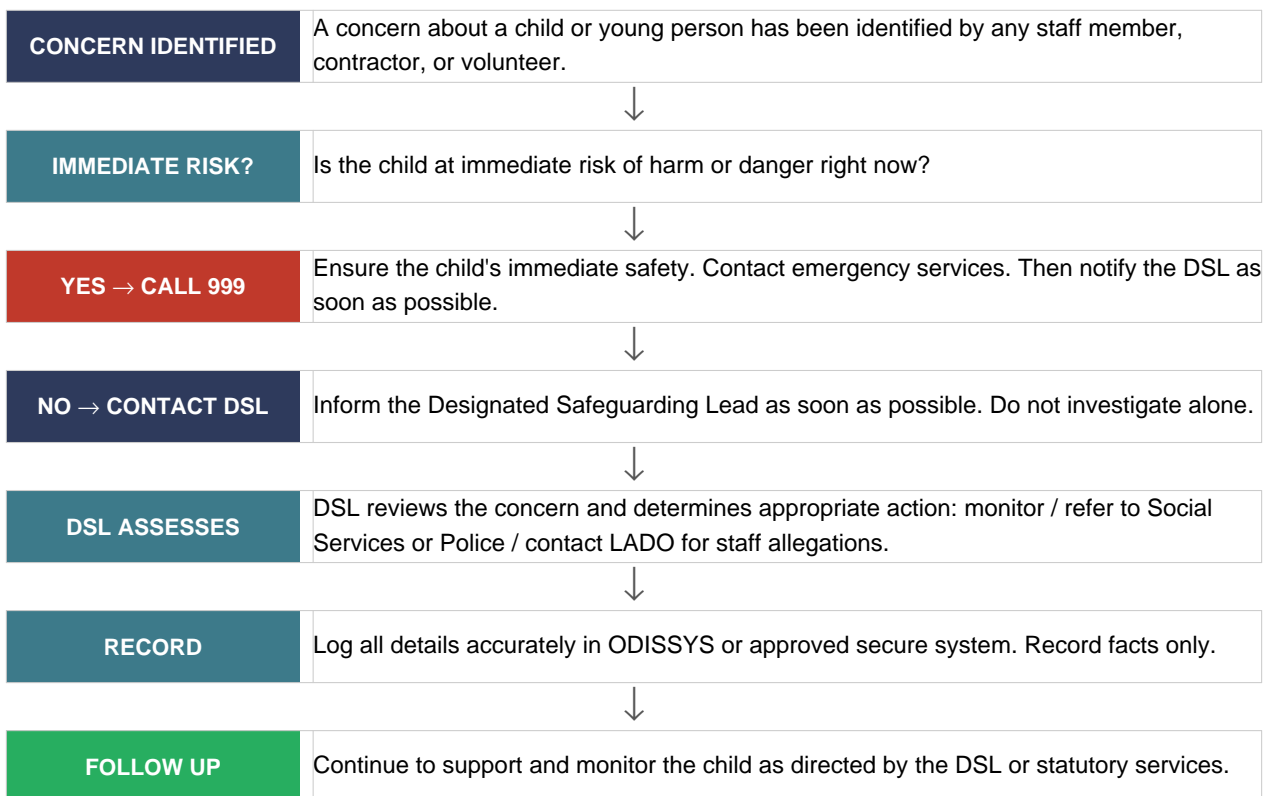 CONCERN IDENTIFIED
A concern about a child or young person has been identified by any staff member,
contractor, or volunteer.
↓
IMMEDIATE RISK?
Is the child at immediate risk of harm or danger right now?
↓
YES → CALL 999
Ensure the child's immediate safety. Contact emergency services. Then notify the DSL as
soon as possible.
↓
NO → CONTACT DSL
Inform the Designated Safeguarding Lead as soon as possible. Do not investigate alone.
↓
DSL ASSESSES
DSL reviews the concern and determines appropriate action: monitor / refer to Social
Services or Police / contact LADO for staff allegations.
↓
RECORD
Log all details accurately in ODISSYS or approved secure system. Record facts only.
↓
FOLLOW UP
Continue to support and monitor the child as directed by the DSL or statutory services.